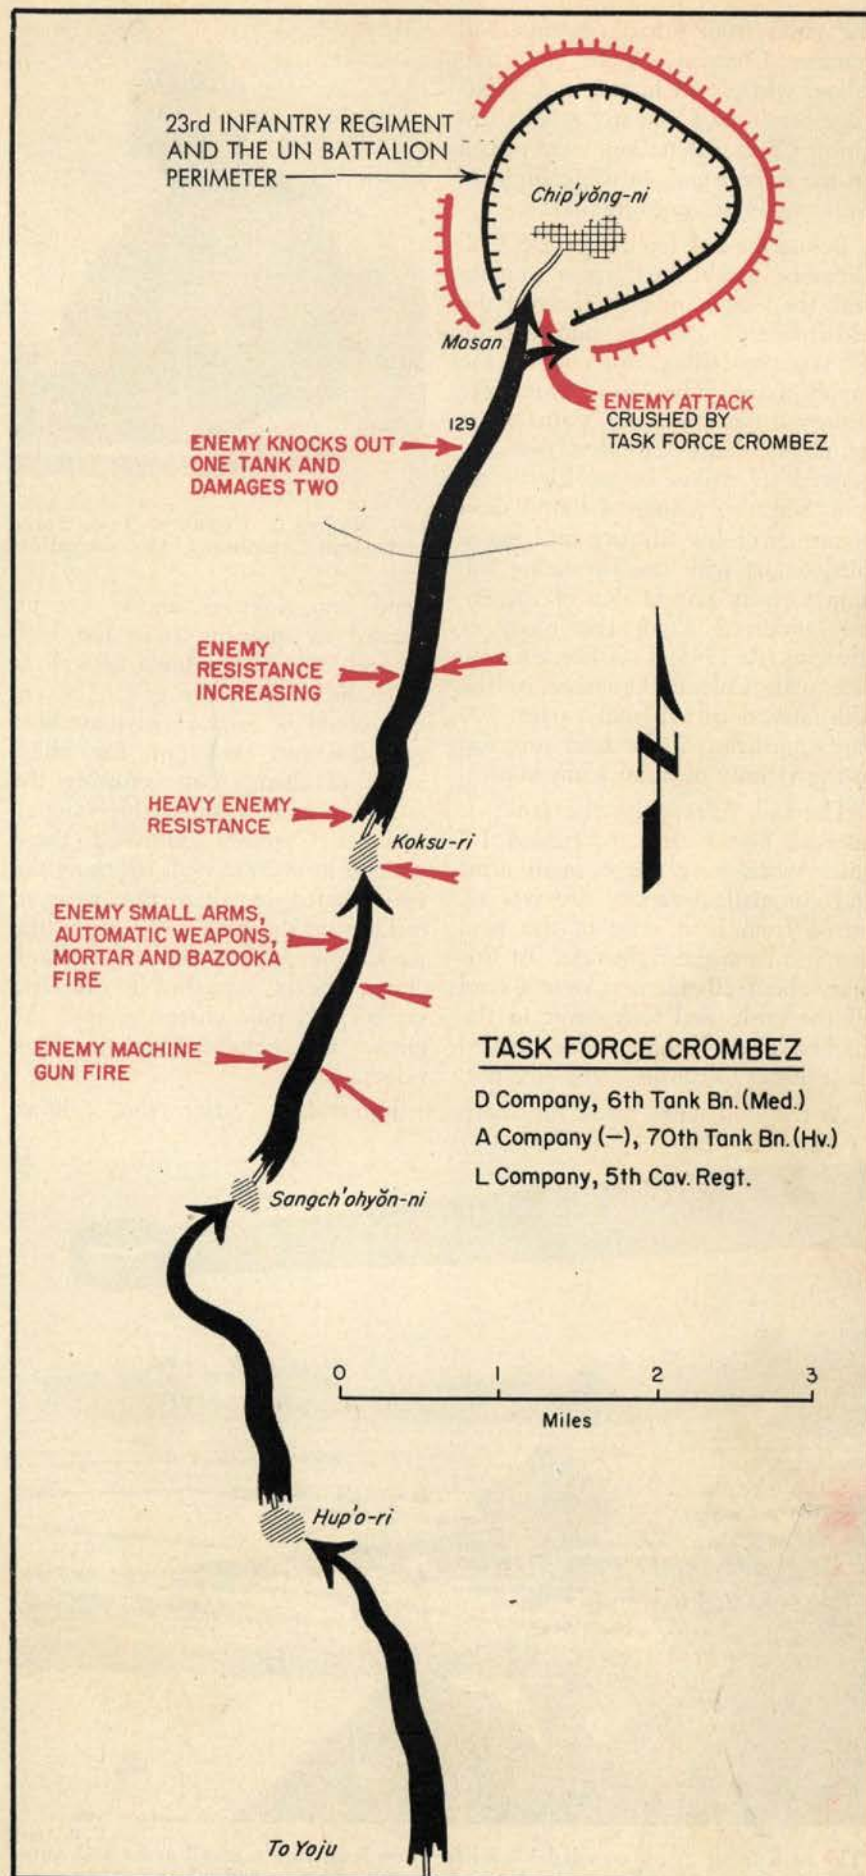 23rd INFANTRY REGIMENT
AND THE UN BATTALION
PERIMETER
Chip'yŏng-ni
Masan
ENEMY ATTACK
CRUSHED BY
TASK FORCE CROMBEZ
129
ENEMY KNOCKS OUT
ONE TANK AND
DAMAGES TWO
ENEMY
RESISTANCE
INCREASING
N
HEAVY ENEMY
RESISTANCE
Koksu-ri
ENEMY SMALL ARMS,
AUTOMATIC WEAPONS,
MORTAR AND BAZOOKA
FIRE
ENEMY MACHINE
GUN FIRE
TASK FORCE CROMBEZ
D Company, 6th Tank Bn. (Med.)
A Company (—), 70th Tank Bn. (Hv.)
L Company, 5th Cav. Regt.
Sangch'ohyŏn-ni
0 1 2 3
Miles
Hup'o-ri
To Yoju